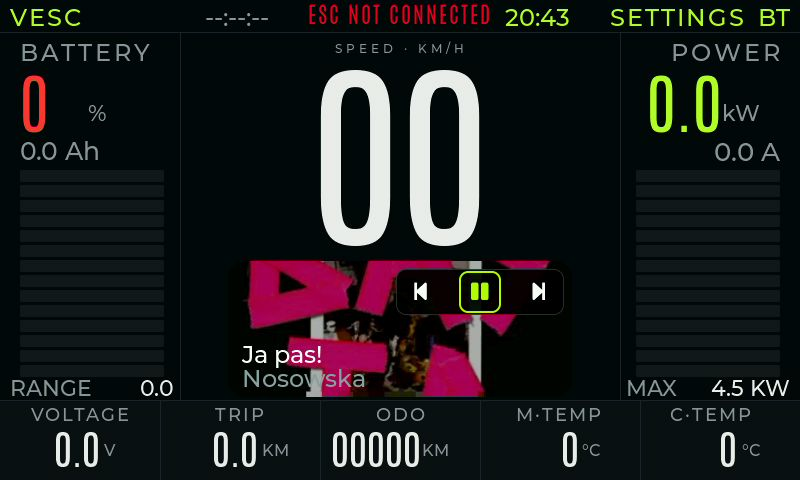 VESC --:--:-- ESC NOT CONNECTED 20:43 SETTINGS BT
BATTERY
0 %
0.0 Ah
SPEED · KM/H
00
POWER
0.0 kW
0.0 A
Ja pas!
Nosowska
RANGE 0.0
MAX 4.5 KW
VOLTAGE
0.0 V
TRIP
0.0 KM
ODO
00000 KM
M·TEMP
0 °C
C·TEMP
0 °C